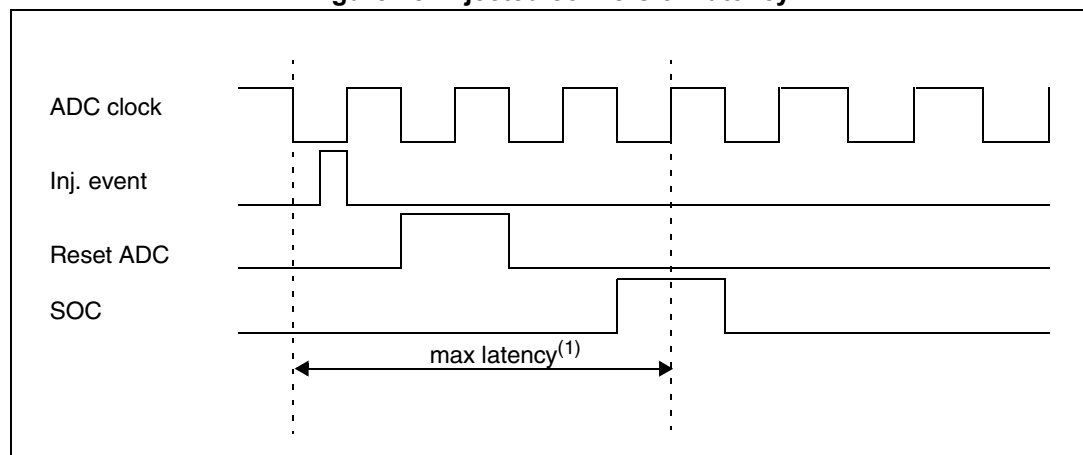 ADC clock
Inj. event
Reset ADC
SOC
max latency(1)